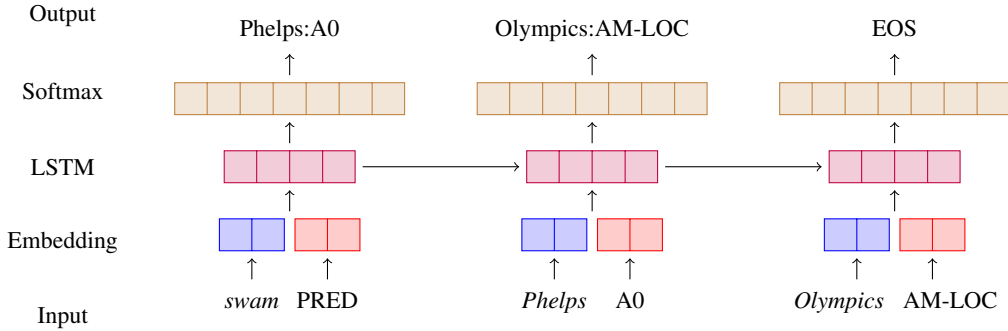 Output Phelps:A0 Olympics:AM-LOC EOS
Softmax
LSTM
Embedding
Input swam PRED Phelps A0 Olympics AM-LOC